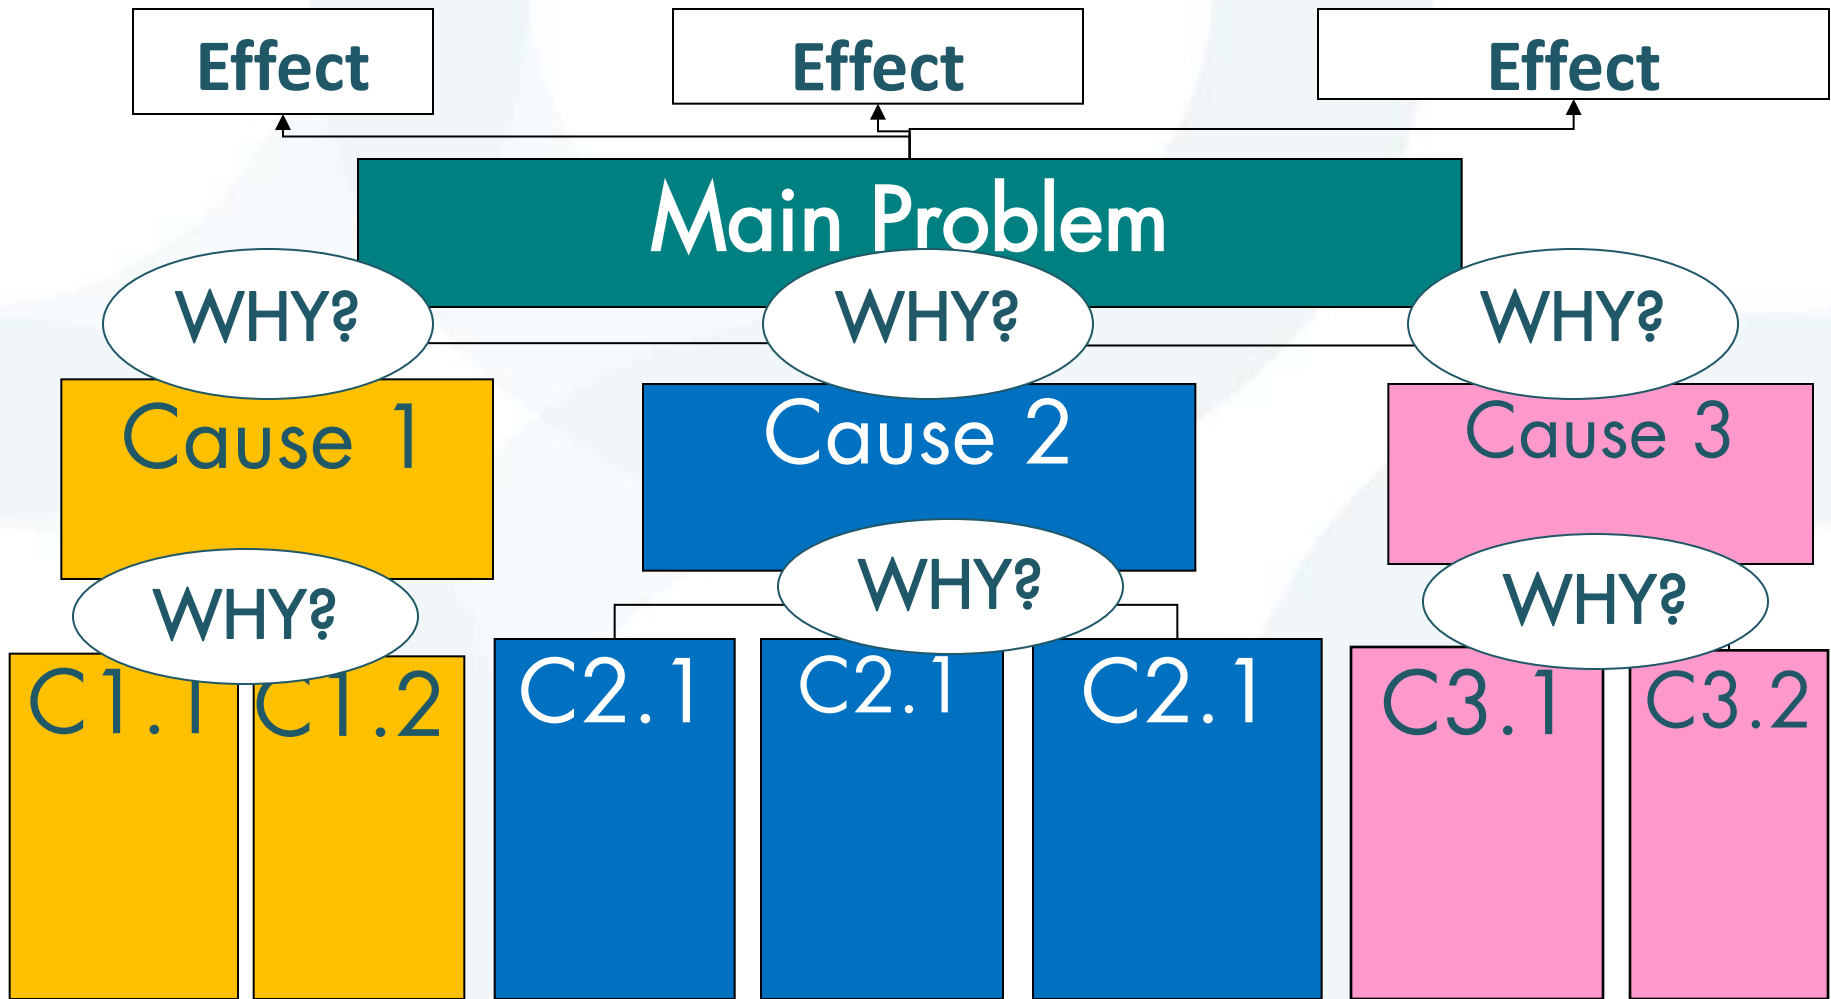 Effect
Effect
Effect
Main Problem
WHY?
WHY?
WHY?
Cause 1
Cause 2
Cause 3
WHY?
WHY?
WHY?
C1.1
C1.2
C2.1
C2.1
C2.1
C3.1
C3.2